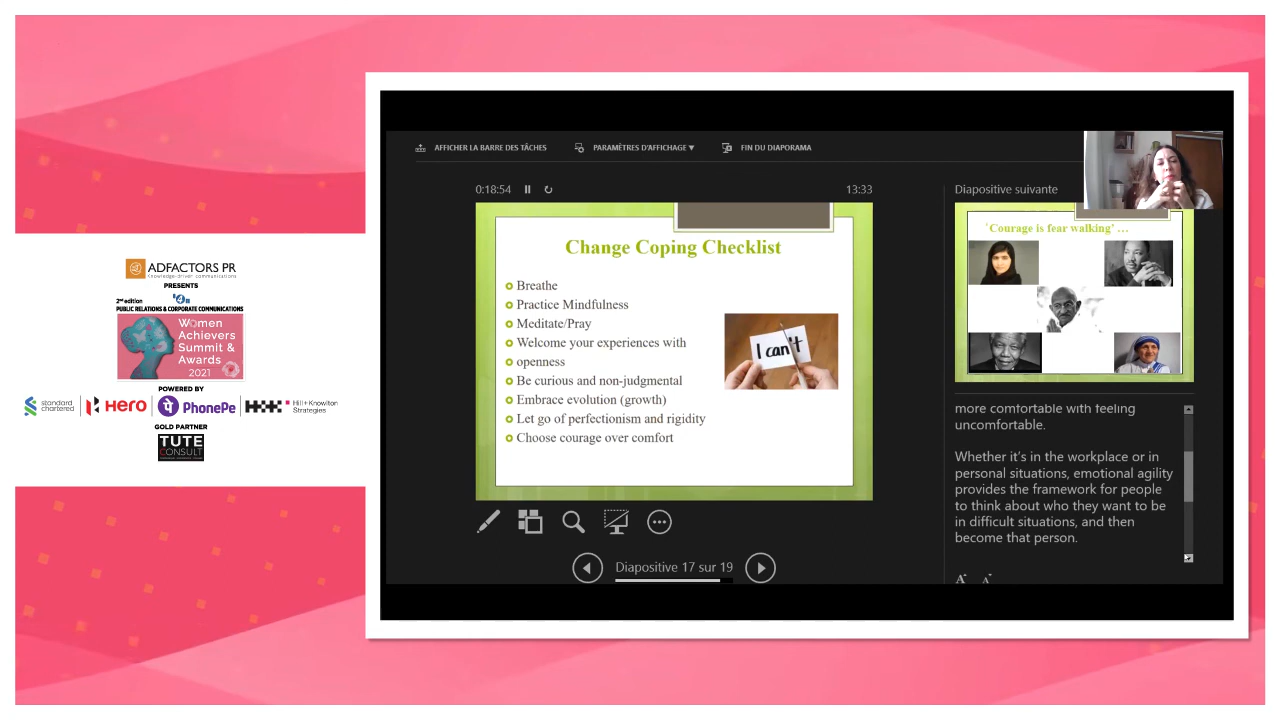 ADFACTORS PR
Knowledge-driven communications
PRESENTS
2nd edition
PUBLIC RELATIONS & CORPORATE COMMUNICATIONS
Women
Achievers
Summit &
Awards
2021
POWERED BY
standard
chartered
Hero
PhonePe
H+K
Hill+Knowlton
Strategies
GOLD PARTNER
TUTE
CONSULT
AFFICHER LA BARRE DES TÂCHES
PARAMÈTRES D'AFFICHAGE ▼
FIN DU DIAPORAMA
0:18:54
13:33
Change Coping Checklist
Breathe
Practice Mindfulness
Meditate/Pray
Welcome your experiences with
openness
Be curious and non-judgmental
Embrace evolution (growth)
Let go of perfectionism and rigidity
Choose courage over comfort
I can't
Diapositive 17 sur 19
Diapositive suivante
'Courage is fear walking' …
more comfortable with feeling
uncomfortable.
Whether it's in the workplace or in
personal situations, emotional agility
provides the framework for people
to think about who they want to be
in difficult situations, and then
become that person.
A A